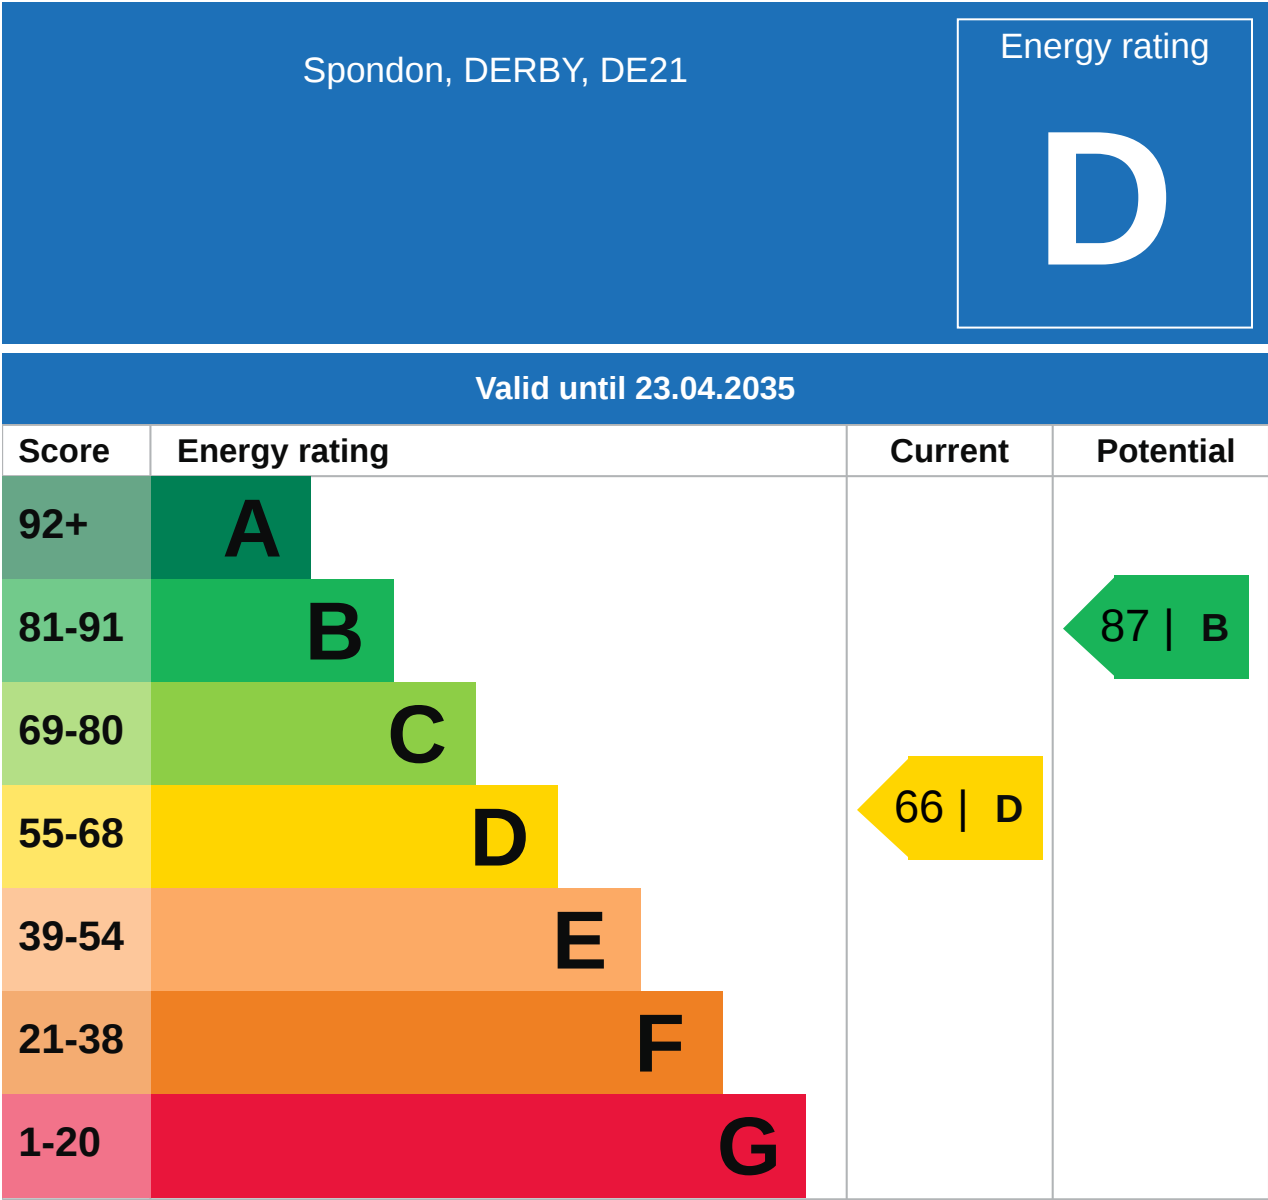 Spondon, DERBY, DE21
Energy rating
D
Valid until 23.04.2035
Score Energy rating Current Potential
92+ A
81-91 B
87 | B
69-80 C
55-68 D
66 | D
39-54 E
21-38 F
1-20 G